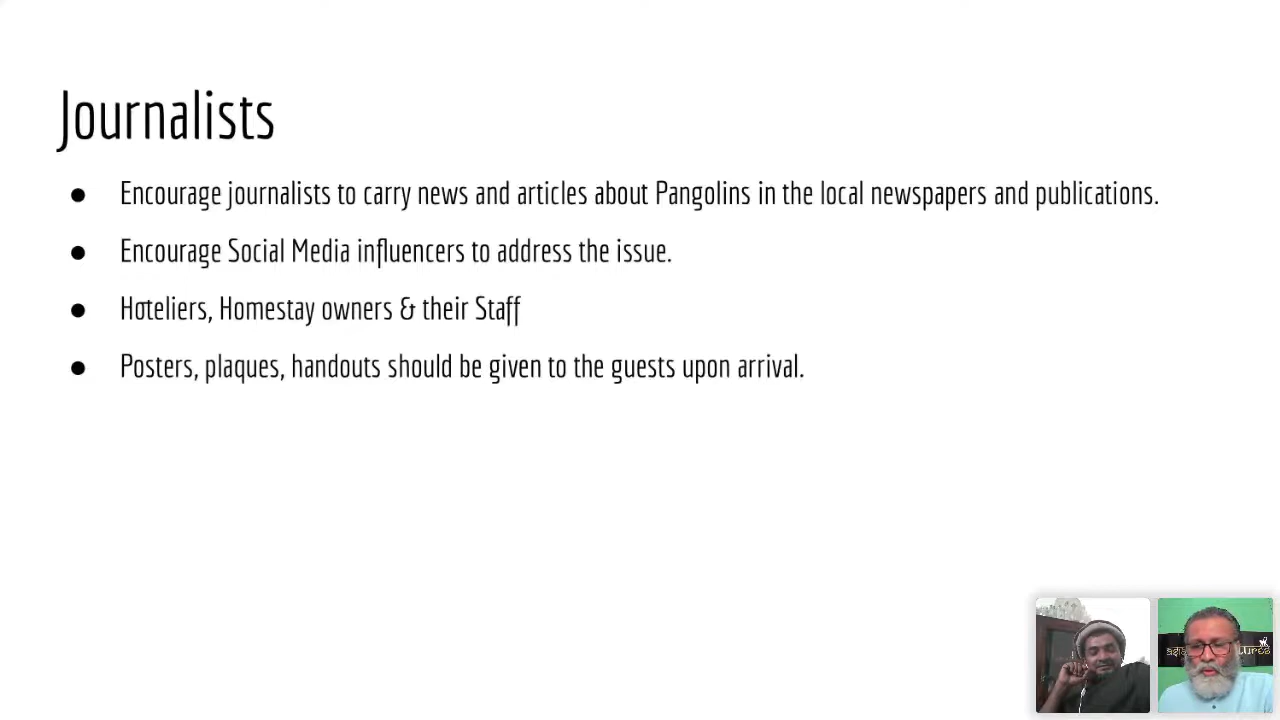 Journalists
● Encourage journalists to carry news and articles about Pangolins in the local newspapers and publications.
● Encourage Social Media influencers to address the issue.
● Hoteliers, Homestay owners & their Staff
● Posters, plaques, handouts should be given to the guests upon arrival.